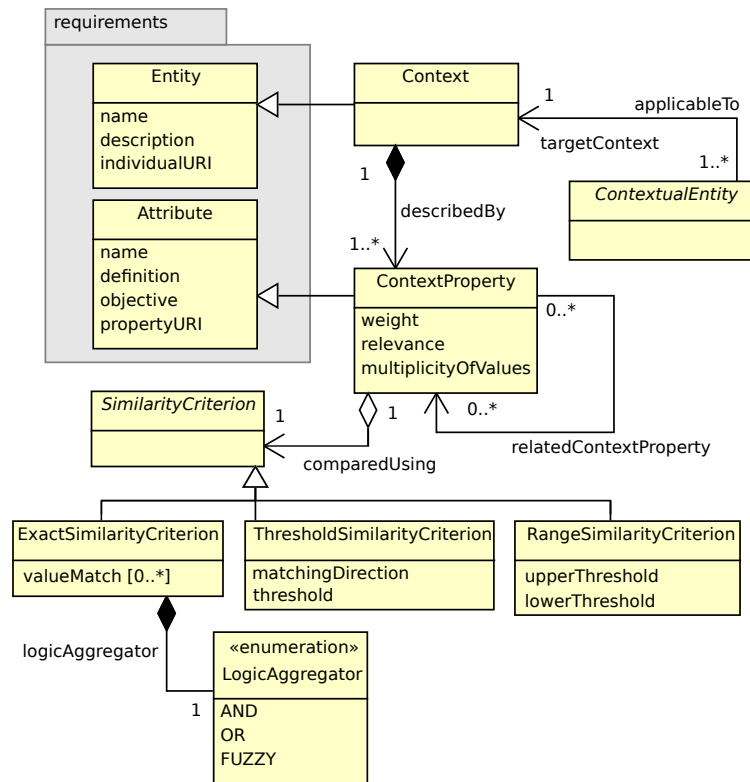 requirements
Entity
name
description
individualURI
Context
1
applicableTo
targetContext
1..*
ContextualEntity
1
describedBy
1..*
Attribute
name
definition
objective
propertyURI
ContextProperty
weight
relevance
multiplicityOfValues
0..*
0..*
relatedContextProperty
SimilarityCriterion
1
1
comparedUsing
ExactSimilarityCriterion
valueMatch [0..*]
ThresholdSimilarityCriterion
matchingDirection
threshold
RangeSimilarityCriterion
upperThreshold
lowerThreshold
logicAggregator
1
«enumeration»
LogicAggregator
AND
OR
FUZZY